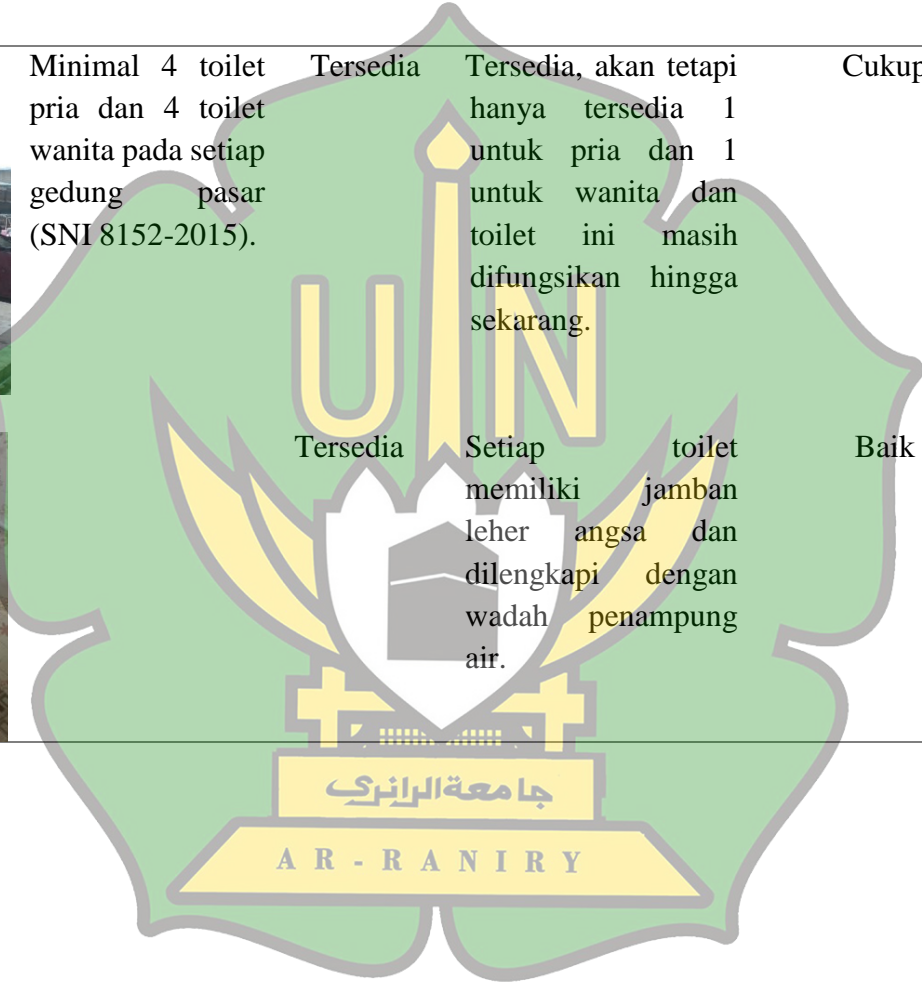 Minimal 4 toilet
pria dan 4 toilet
wanita pada setiap
gedung pasar
(SNI 8152-2015).
Tersedia
Tersedia, akan tetapi
hanya tersedia 1
untuk pria dan 1
untuk wanita dan
toilet ini masih
difungsikan hingga
sekarang.
Cukup
Tersedia
Setiap toilet
memiliki jamban
leher angsa dan
dilengkapi dengan
wadah penampung
air.
Baik
UIN
جامعةالرانري
AR-RANIRY